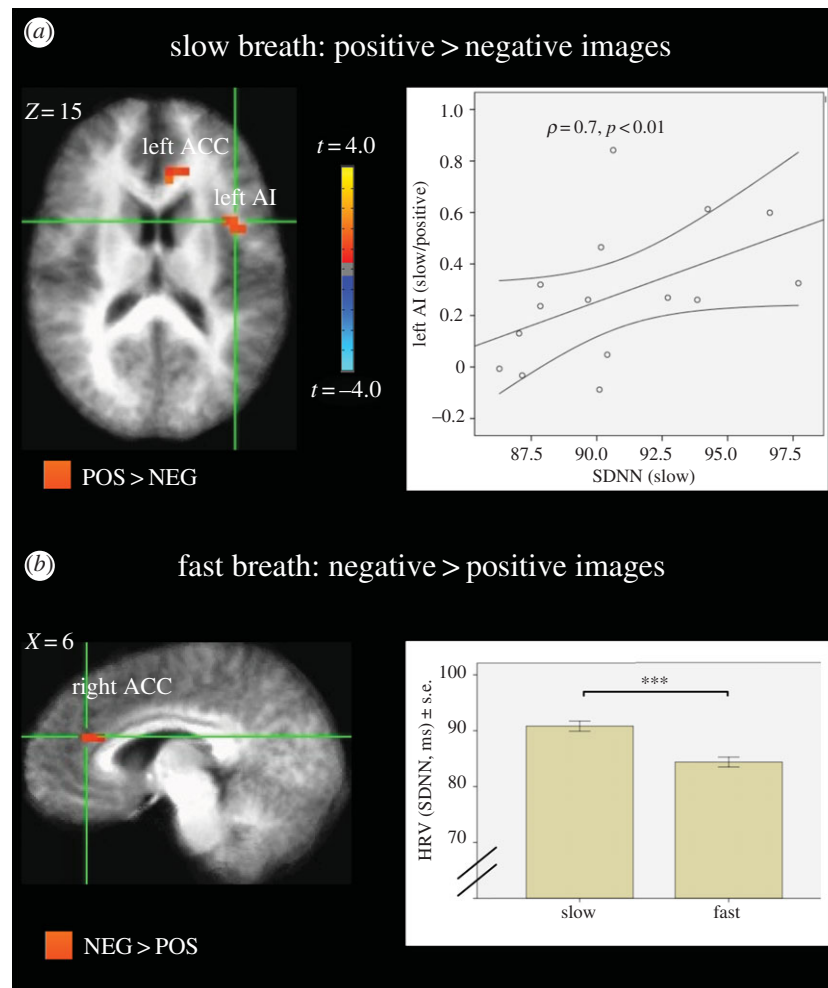 (a)
slow breath: positive > negative images
Z = 15
left ACC
left AI
t = 4.0
t = –4.0
POS > NEG
ρ = 0.7, p < 0.01
left AI (slow/positive)
1.0
0.8
0.6
0.4
0.2
0
–0.2
87.5 90.0 92.5 95.0 97.5
SDNN (slow)
(b)
fast breath: negative > positive images
X = 6
right ACC
NEG > POS
HRV (SDNN, ms) ± s.e.
100
90
80
70
***
slow fast